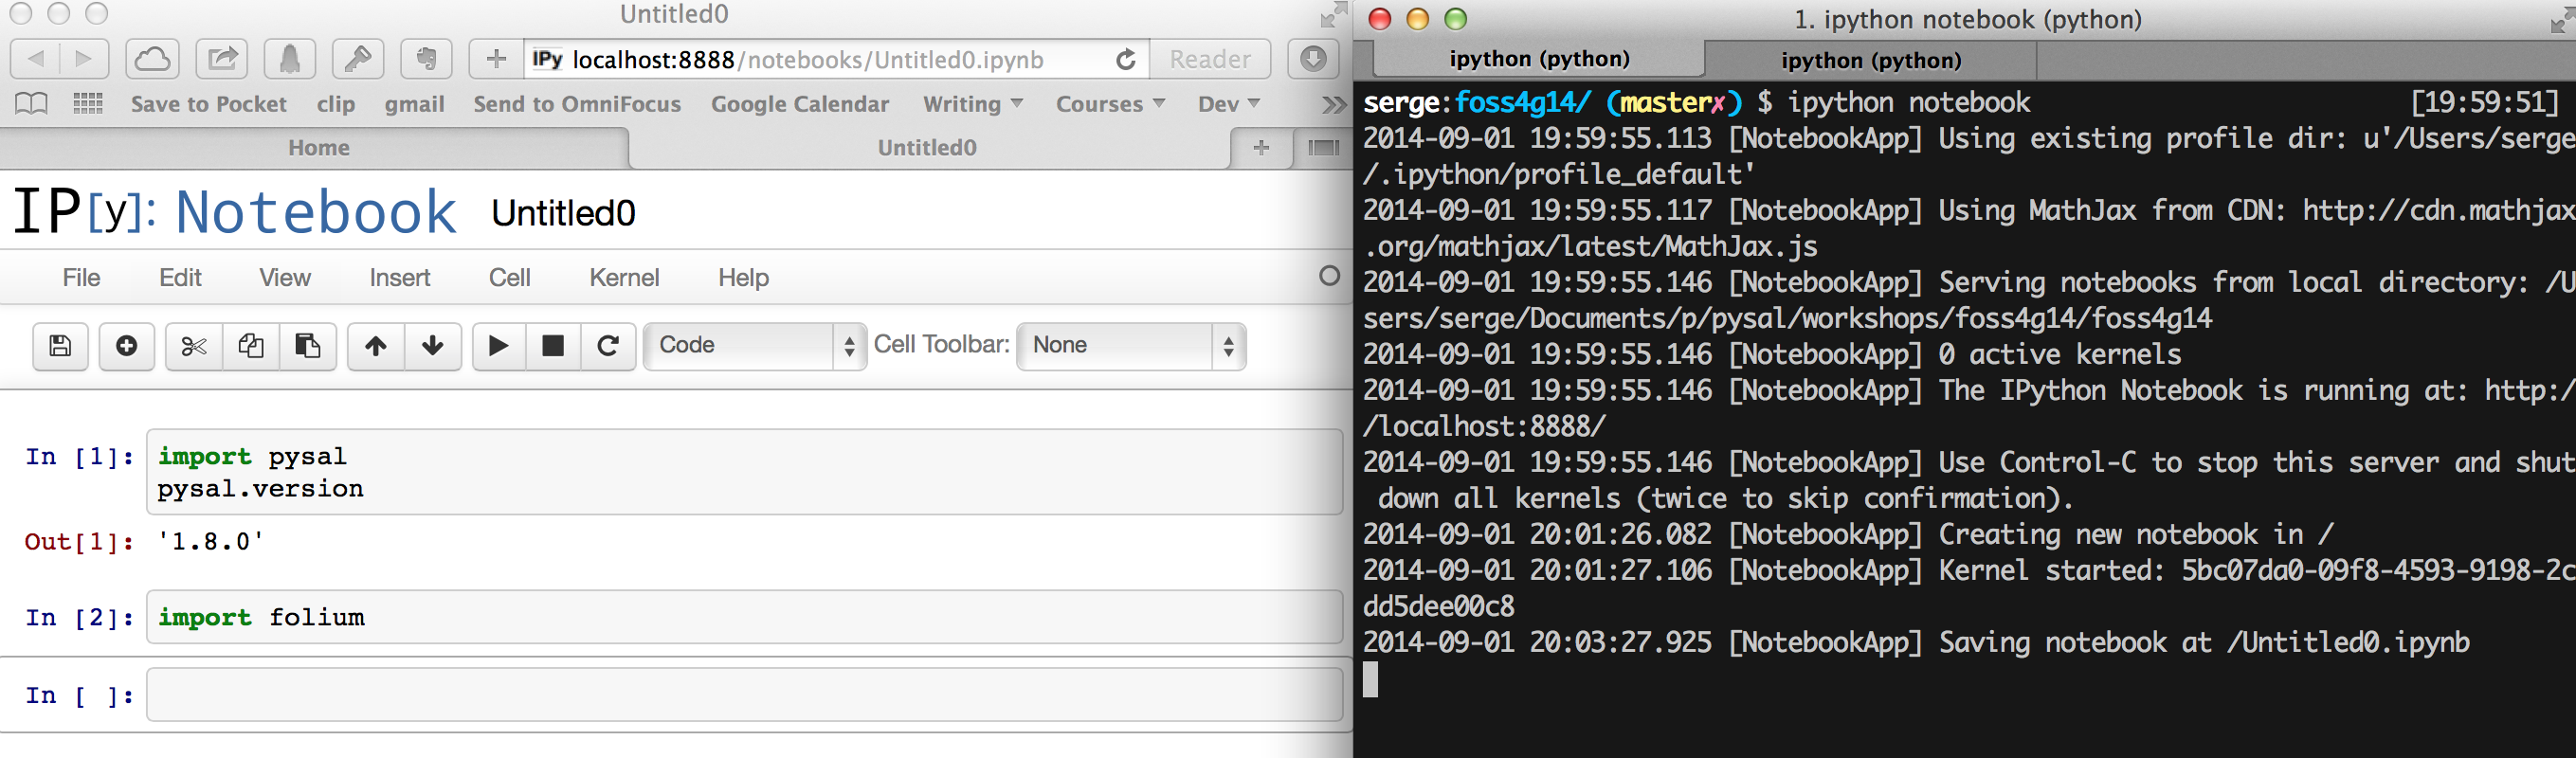 Untitled0
IPy localhost:8888/notebooks/Untitled0.ipynb
Reader
Save to Pocket clip gmail Send to OmniFocus Google Calendar Writing Courses Dev
Home Untitled0
IP[y]: Notebook Untitled0
File Edit View Insert Cell Kernel Help
Code Cell Toolbar: None
In [1]: import pysal
pysal.version
Out[1]: '1.8.0'
In [2]: import folium
In [ ]:
1. ipython notebook (python)
ipython (python) ipython (python)
serge:foss4g14/ (master✗) $ ipython notebook [19:59:51]
2014-09-01 19:59:55.113 [NotebookApp] Using existing profile dir: u'/Users/serge
/.ipython/profile_default'
2014-09-01 19:59:55.117 [NotebookApp] Using MathJax from CDN: http://cdn.mathjax
.org/mathjax/latest/MathJax.js
2014-09-01 19:59:55.146 [NotebookApp] Serving notebooks from local directory: /U
sers/serge/Documents/p/pysal/workshops/foss4g14/foss4g14
2014-09-01 19:59:55.146 [NotebookApp] 0 active kernels
2014-09-01 19:59:55.146 [NotebookApp] The IPython Notebook is running at: http:/
/localhost:8888/
2014-09-01 19:59:55.146 [NotebookApp] Use Control-C to stop this server and shut
down all kernels (twice to skip confirmation).
2014-09-01 20:01:26.082 [NotebookApp] Creating new notebook in /
2014-09-01 20:01:27.106 [NotebookApp] Kernel started: 5bc07da0-09f8-4593-9198-2c
dd5dee00c8
2014-09-01 20:03:27.925 [NotebookApp] Saving notebook at /Untitled0.ipynb